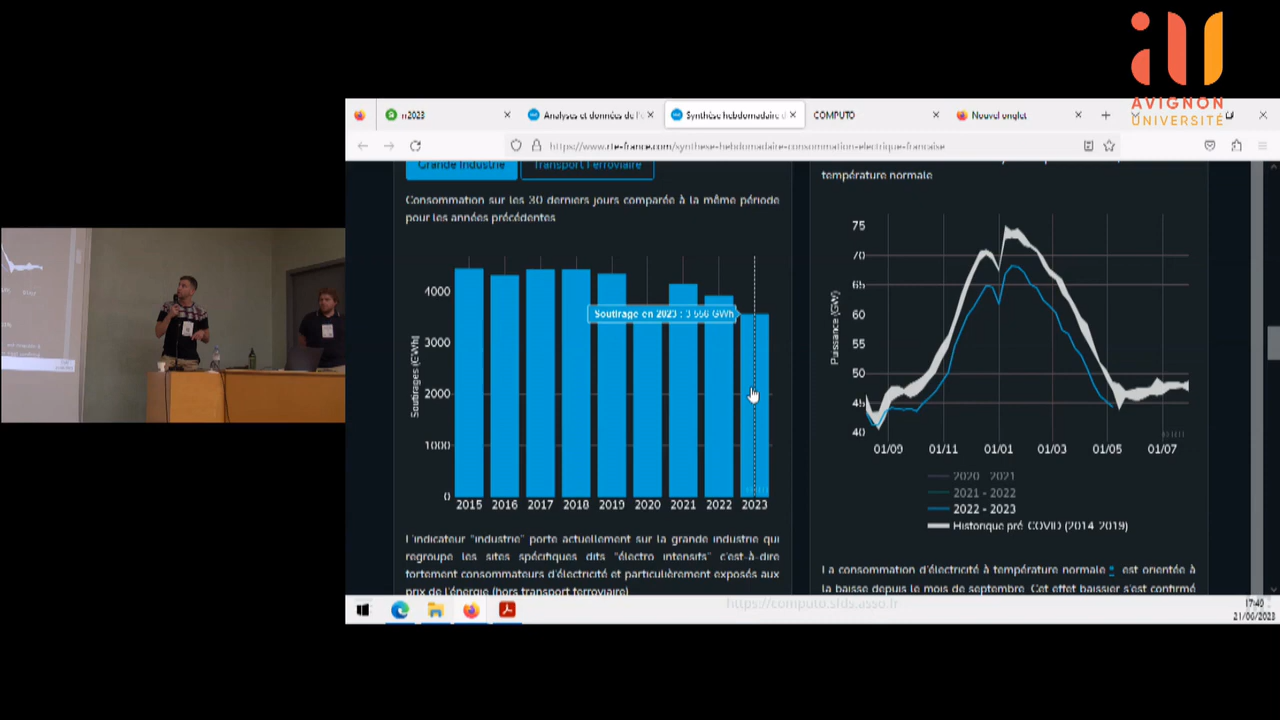 AVIGNON
UNIVERSITÉ
rr2023
Analyses et données de l'é
Synthèse hebdomadaire d
COMPUTO
Nouvel onglet
https://www.rte-france.com/synthese-hebdomadaire-consommation-electrique-francaise
Grande Industrie
Transport Ferroviaire
Consommation sur les 30 derniers jours comparée à la même période
pour les années précédentes
Soutirages (GWh)
4000
3000
2000
1000
0
Soutirage en 2023 : 3 556 GWh
2015 2016 2017 2018 2019 2020 2021 2022 2023
L'indicateur "industrie" porte actuellement sur la grande industrie qui
regroupe les sites spécifiques dits "électro intensifs" c'est-à-dire
fortement consommateurs d'électricité et particulièrement exposés aux
prix de l'énergie (hors transport ferroviaire)
température normale
Puissance (GW)
75
70
65
60
55
50
45
40
01/09 01/11 01/01 01/03 01/05 01/07
2020 - 2021
2021 - 2022
2022 - 2023
Historique pré-COVID (2014-2019)
La consommation d'électricité à température normale * est orientée à
la baisse depuis le mois de septembre. Cet effet baissier s'est confirmé
https://computo.sfds.asso.fr
17:40
21/06/2023